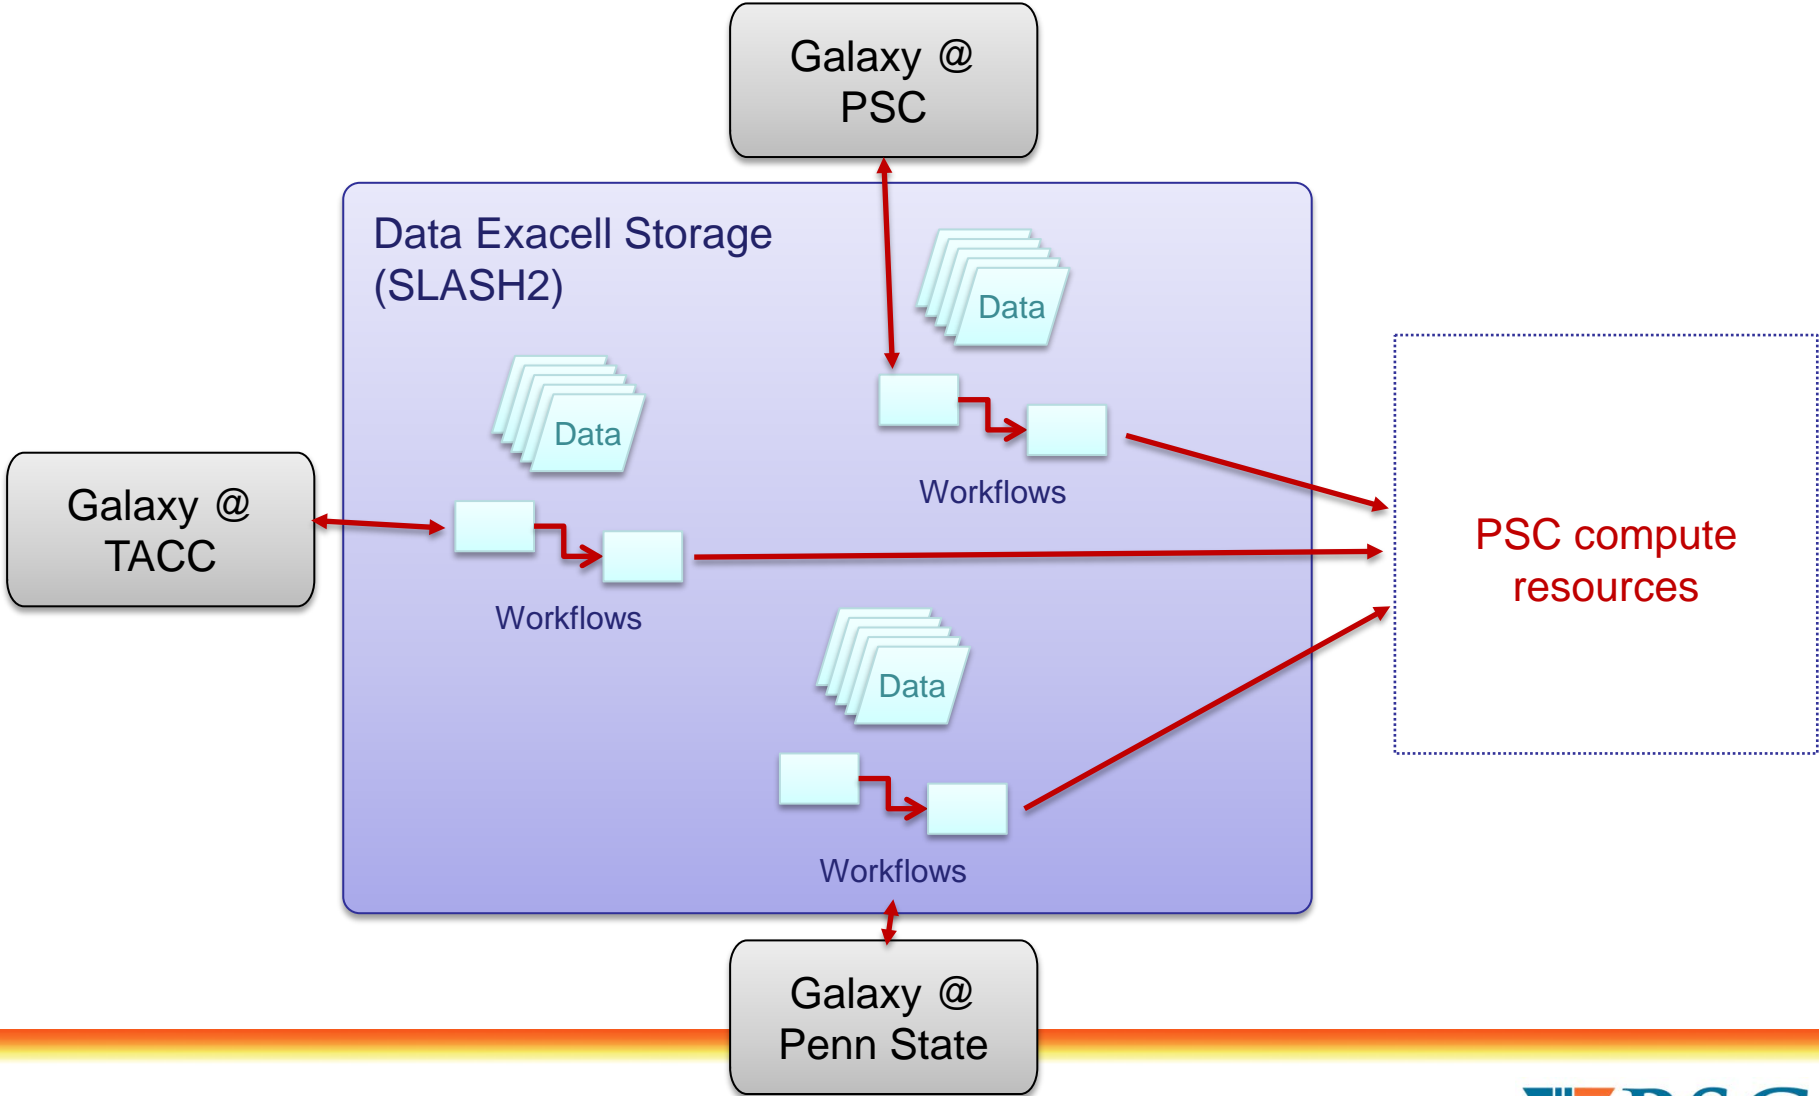 Galaxy @
PSC
Data Exacell Storage
(SLASH2)
Data
Data
Workflows
Galaxy @
TACC
PSC compute
resources
Workflows
Data
Workflows
Galaxy @
Penn State
PSC